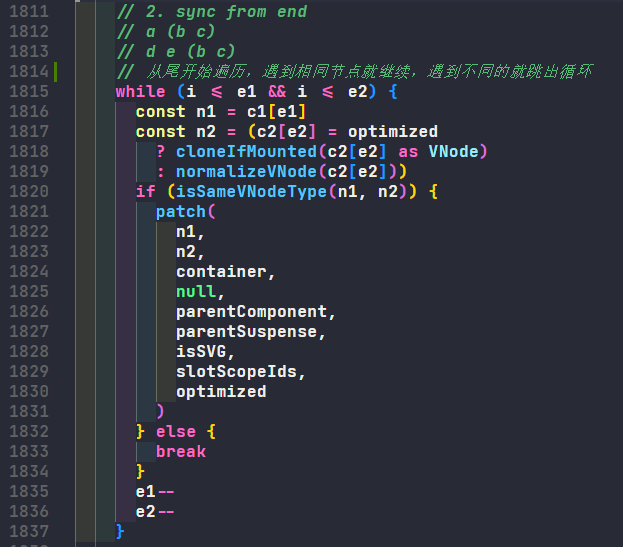 1811 // 2. sync from end
1812 // a (b c)
1813 // d e (b c)
1814 // 从尾开始遍历，遇到相同节点就继续，遇到不同的就跳出循环
1815 while (i <= e1 && i <= e2) {
1816 const n1 = c1[e1]
1817 const n2 = (c2[e2] = optimized
1818 ? cloneIfMounted(c2[e2] as VNode)
1819 : normalizeVNode(c2[e2]))
1820 if (isSameVNodeType(n1, n2)) {
1821 patch(
1822 n1,
1823 n2,
1824 container,
1825 null,
1826 parentComponent,
1827 parentSuspense,
1828 isSVG,
1829 slotScopeIds,
1830 optimized
1831 )
1832 } else {
1833 break
1834 }
1835 e1--
1836 e2--
1837 }